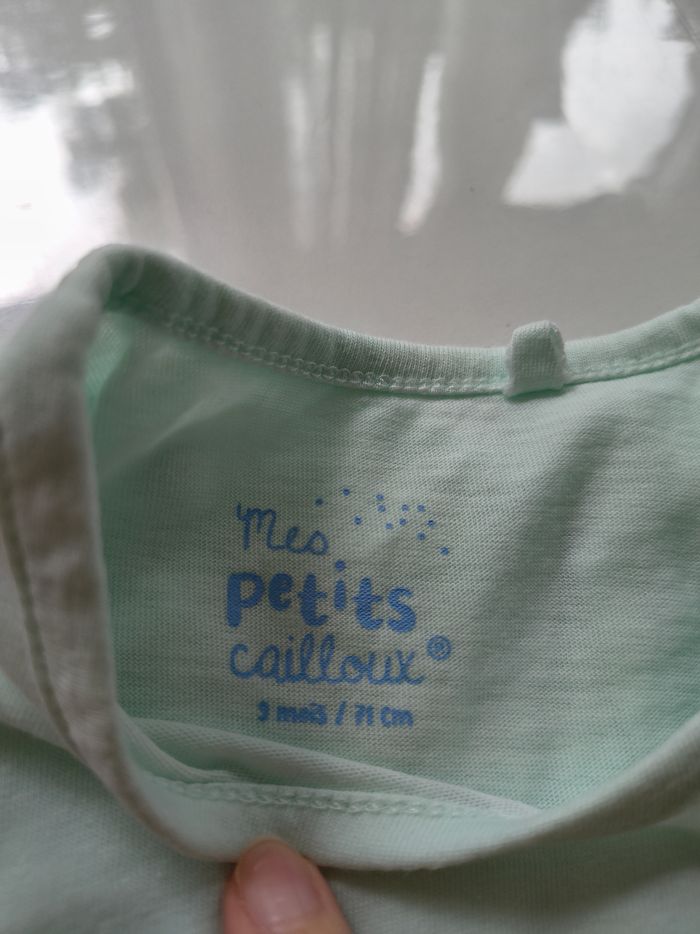 Mes
petits
cailloux®
9 mois / 71 cm